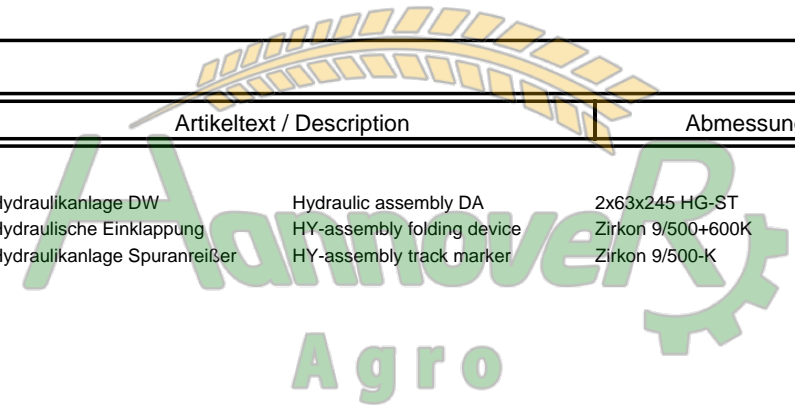 Artikeltext / Description Abmessun
ydraulikanlage DW Hydraulic assembly DA 2x63x245 HG-ST
ydraulische Einklappung HY-assembly folding device Zirkon 9/500+600K
ydraulikanlage Spuranreißer HY-assembly track marker Zirkon 9/500-K
HannoveR
Agro